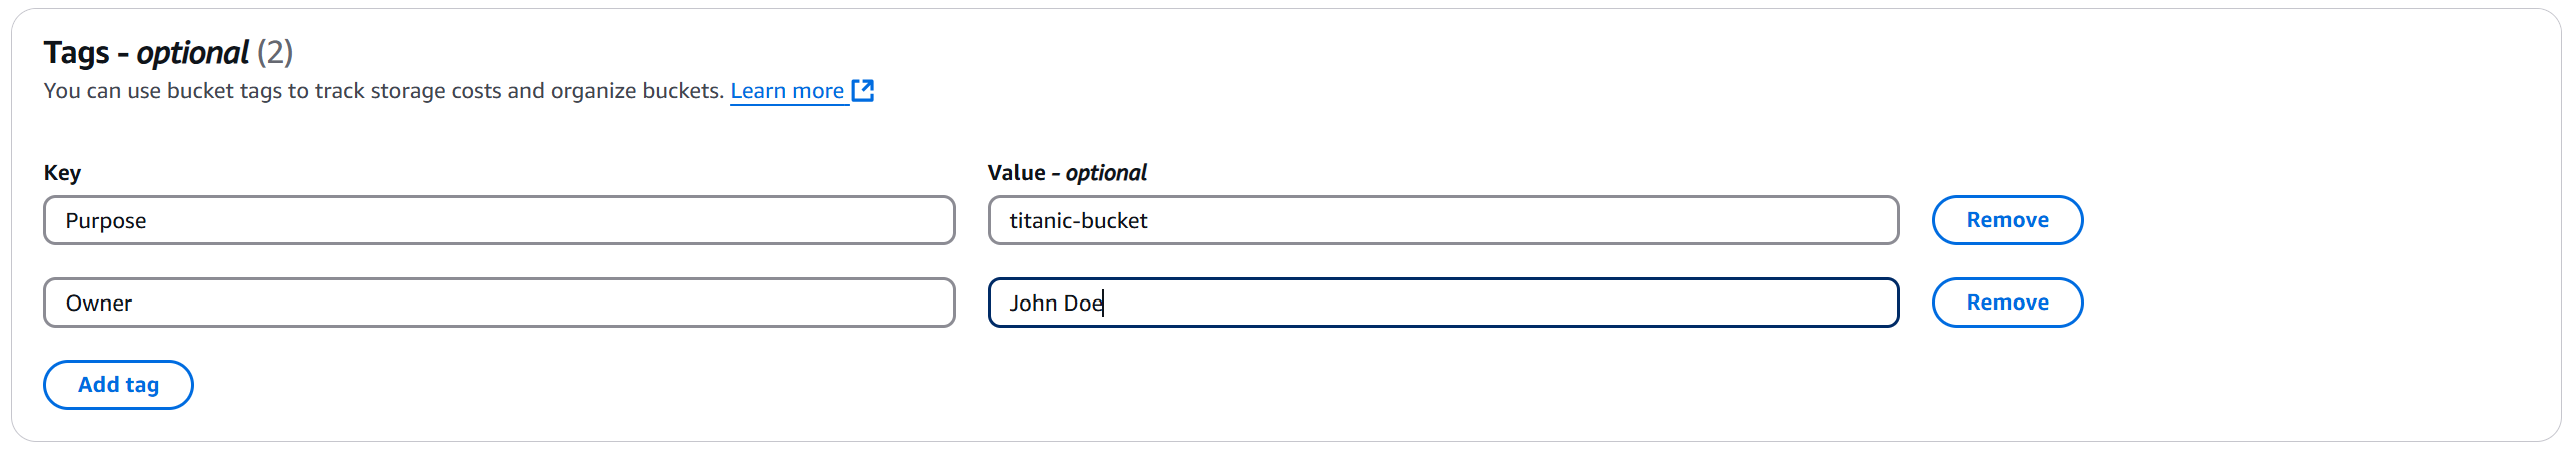 Tags - optional (2)
You can use bucket tags to track storage costs and organize buckets. Learn more
Key Value - optional
Purpose titanic-bucket Remove
Owner John Doe Remove
Add tag